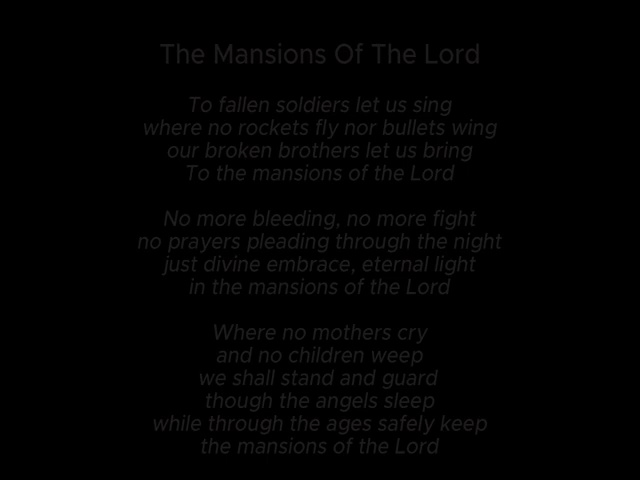 The Mansions Of The Lord
To fallen soldiers let us sing
where no rockets fly nor bullets wing
our broken brothers let us bring
To the mansions of the Lord
No more bleeding, no more fight
no prayers pleading through the night
just divine embrace, eternal light
in the mansions of the Lord
Where no mothers cry
and no children weep
we shall stand and guard
though the angels sleep
while through the ages safely keep
the mansions of the Lord